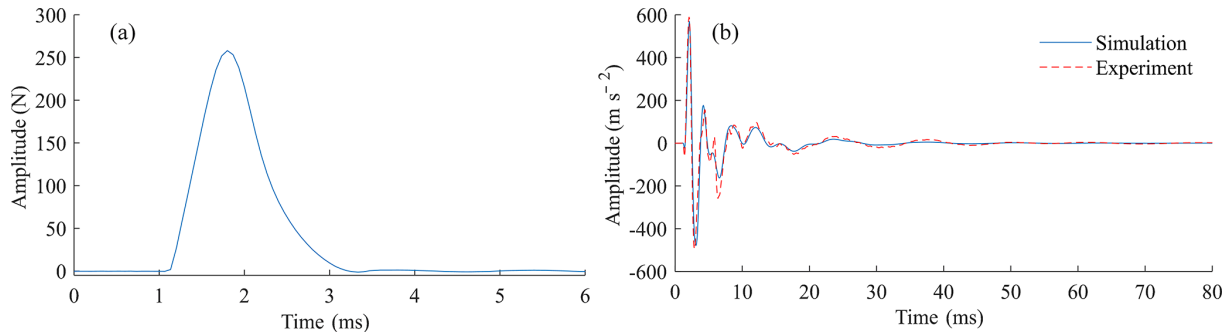 (a)
Amplitude (N)
300
250
200
150
100
50
0
0 1 2 3 4 5 6
Time (ms)
(b)
Simulation
Experiment
Amplitude (m s⁻²)
600
400
200
0
-200
-400
-600
0 10 20 30 40 50 60 70 80
Time (ms)